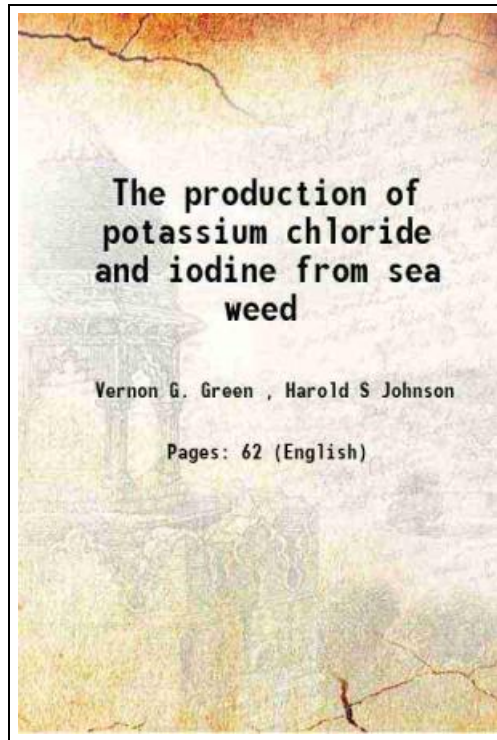 The production of
potassium chloride
and iodine from sea
weed
Vernon G. Green , Harold S Johnson
Pages: 62 (English)